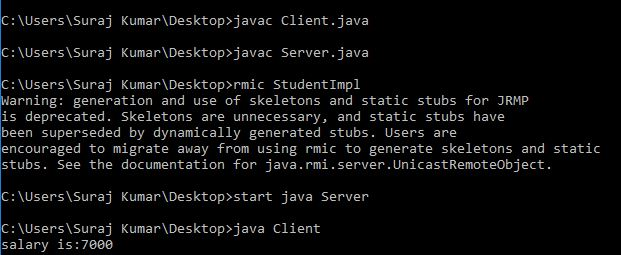 C:\Users\Suraj Kumar\Desktop>javac Client.java
C:\Users\Suraj Kumar\Desktop>javac Server.java
C:\Users\Suraj Kumar\Desktop>rmic StudentImpl
Warning: generation and use of skeletons and static stubs for JRMP
is deprecated. Skeletons are unnecessary, and static stubs have
been superseded by dynamically generated stubs. Users are
encouraged to migrate away from using rmic to generate skeletons and static
stubs. See the documentation for java.rmi.server.UnicastRemoteObject.
C:\Users\Suraj Kumar\Desktop>start java Server
C:\Users\Suraj Kumar\Desktop>java Client
salary is:7000